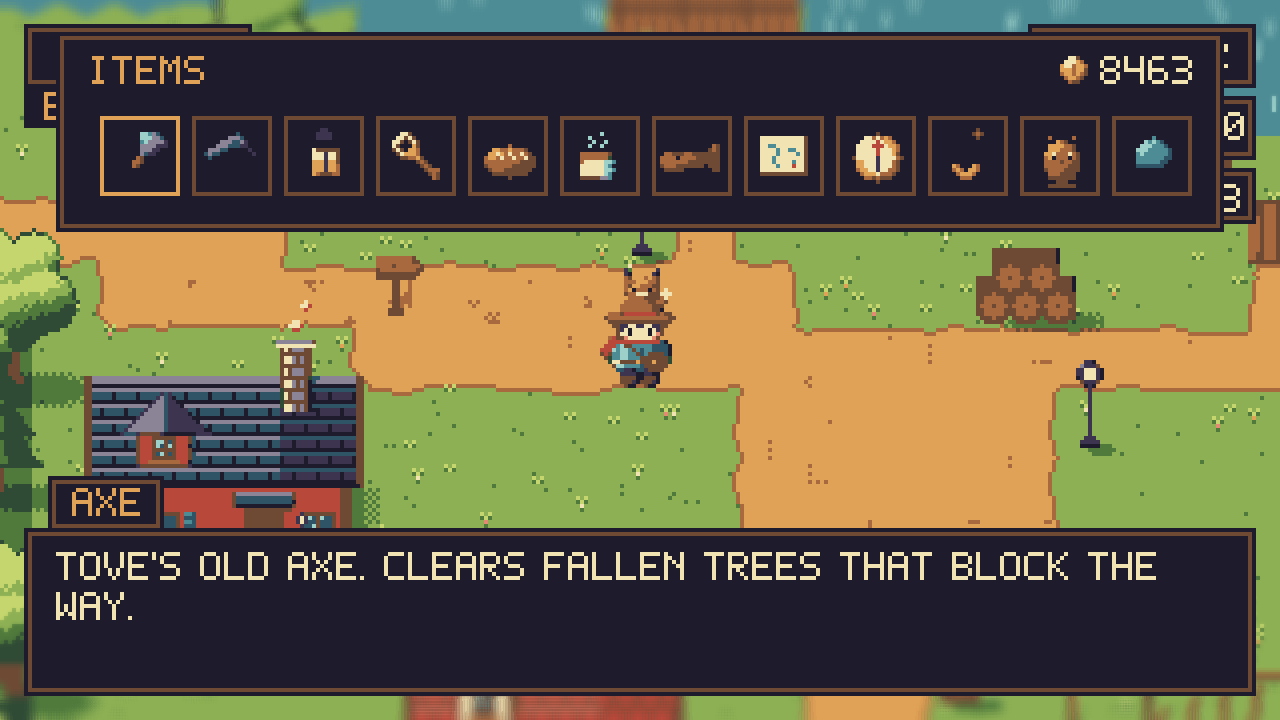 ITEMS
8463
AXE
TOVE'S OLD AXE. CLEARS FALLEN TREES THAT BLOCK THE
WAY.